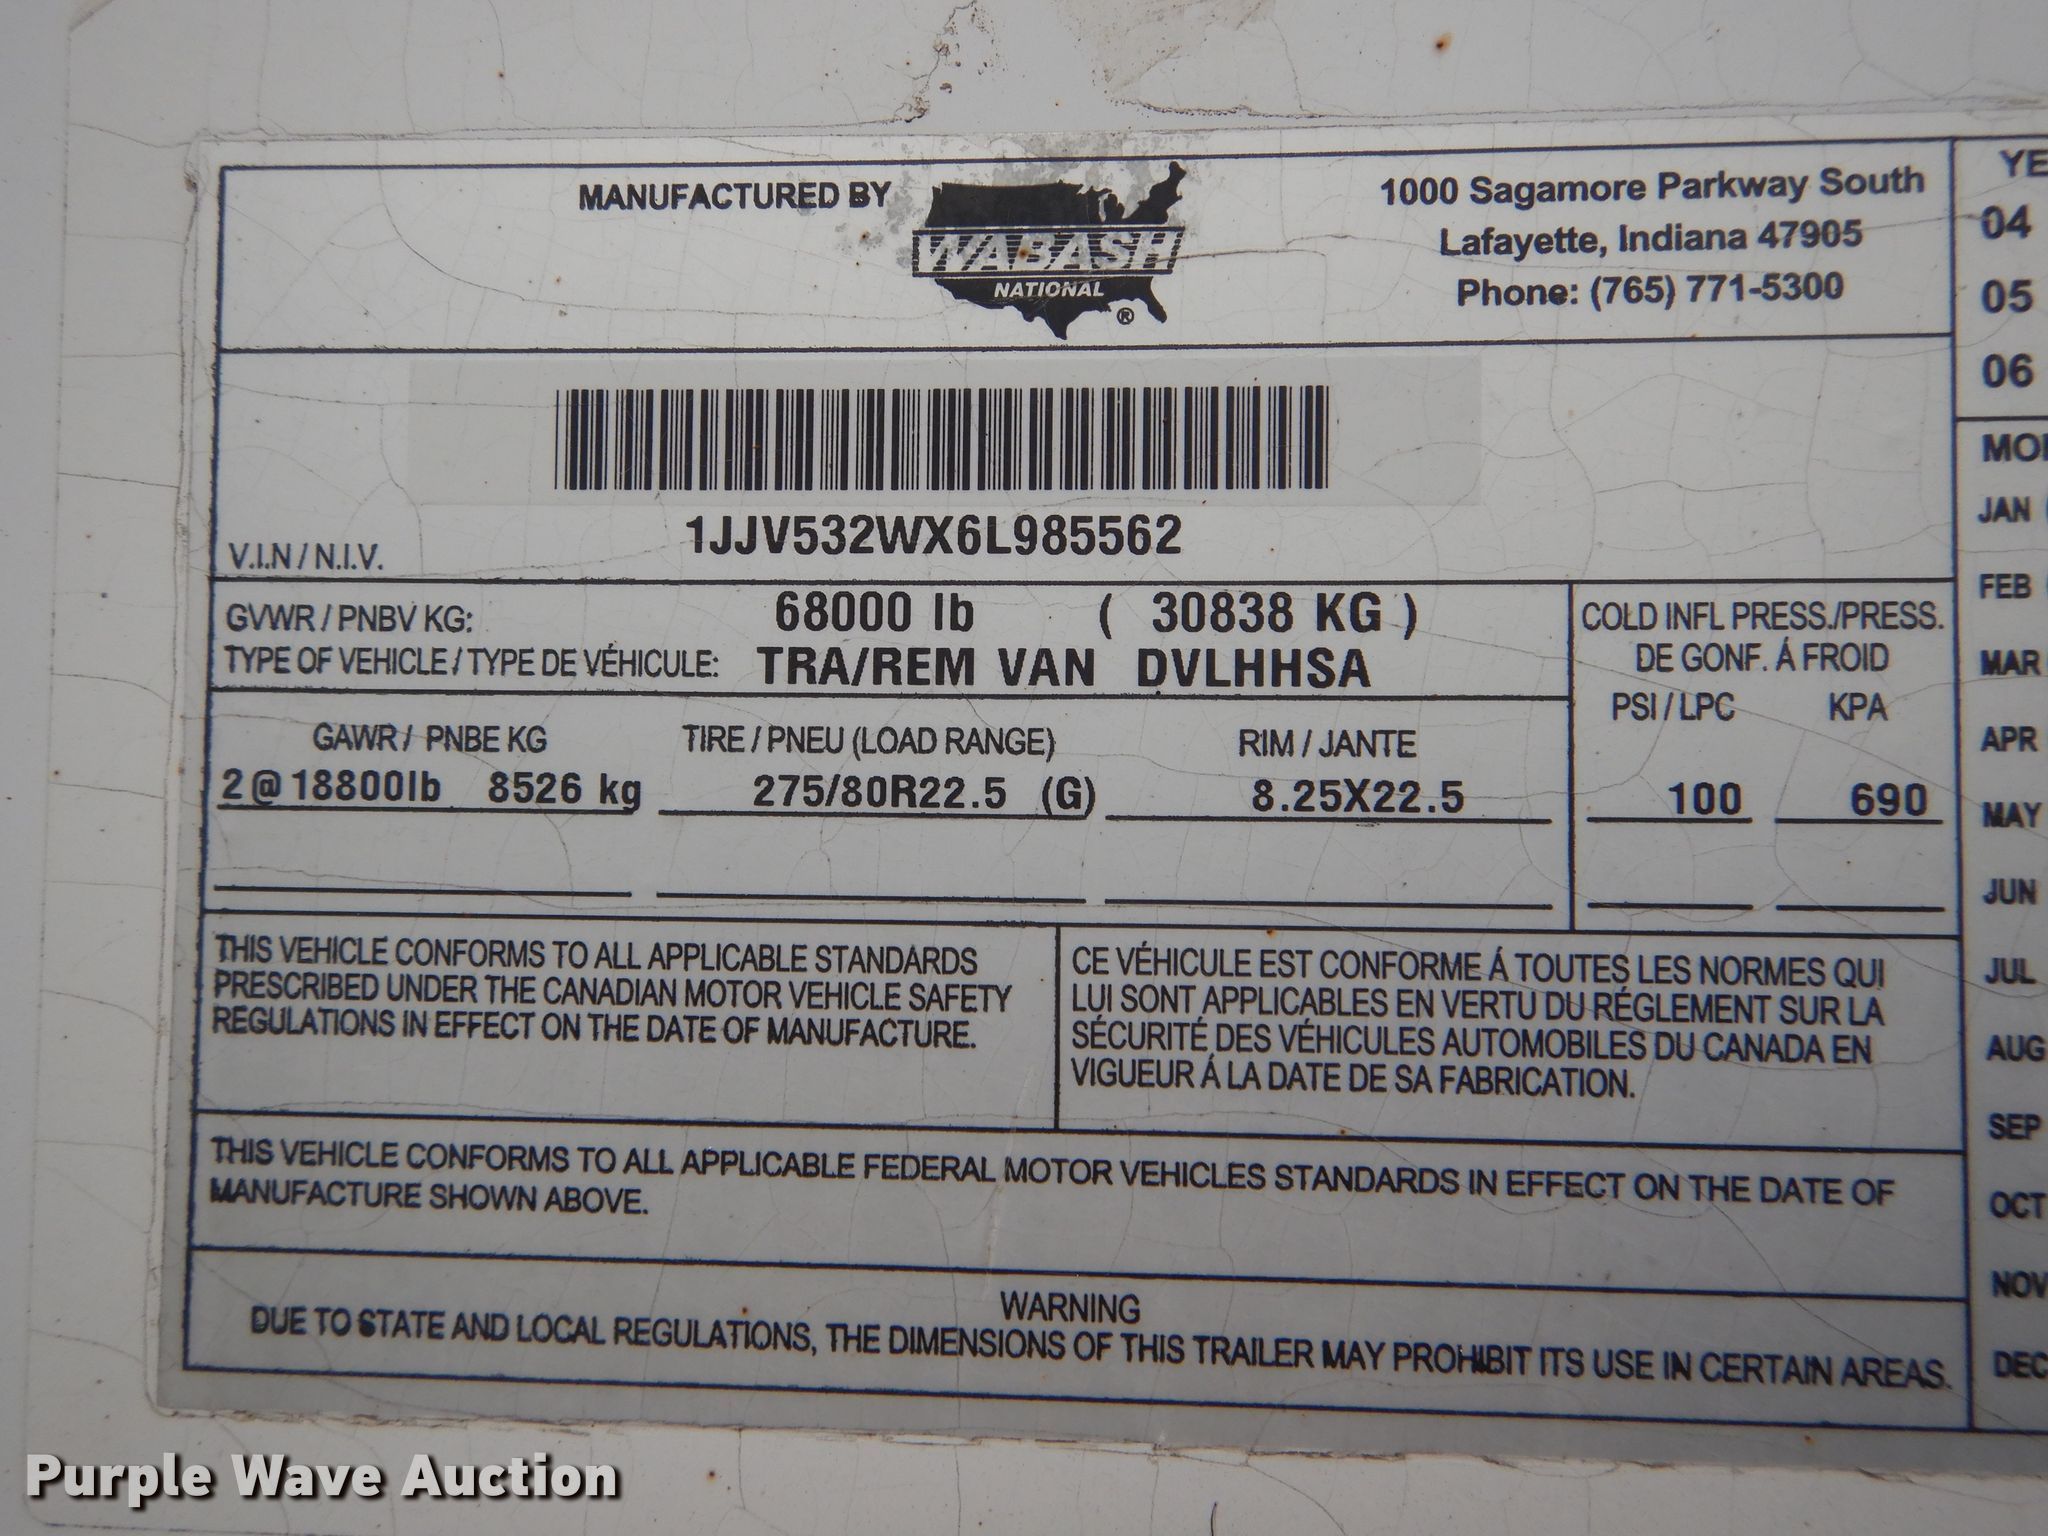 MANUFACTURED BY
WABASH
NATIONAL
®
1000 Sagamore Parkway South
Lafayette, Indiana 47905
Phone: (765) 771-5300
1JJV532WX6L985562
V.I.N / N.I.V.
GVWR / PNBV KG: 68000 lb ( 30838 KG )
TYPE OF VEHICLE / TYPE DE VÉHICULE: TRA/REM VAN DVLHHSA
COLD INFL PRESS./PRESS.
DE GONF. Á FROID
PSI / LPC KPA
GAWR / PNBE KG TIRE / PNEU (LOAD RANGE) RIM / JANTE
2@18800lb 8526 kg 275/80R22.5 (G) 8.25X22.5 100 690
THIS VEHICLE CONFORMS TO ALL APPLICABLE STANDARDS
PRESCRIBED UNDER THE CANADIAN MOTOR VEHICLE SAFETY
REGULATIONS IN EFFECT ON THE DATE OF MANUFACTURE.
CE VÉHICULE EST CONFORME Á TOUTES LES NORMES QUI
LUI SONT APPLICABLES EN VERTU DU RÉGLEMENT SUR LA
SÉCURITÉ DES VÉHICULES AUTOMOBILES DU CANADA EN
VIGUEUR Á LA DATE DE SA FABRICATION.
THIS VEHICLE CONFORMS TO ALL APPLICABLE FEDERAL MOTOR VEHICLES STANDARDS IN EFFECT ON THE DATE OF
MANUFACTURE SHOWN ABOVE.
WARNING
DUE TO STATE AND LOCAL REGULATIONS, THE DIMENSIONS OF THIS TRAILER MAY PROHIBIT ITS USE IN CERTAIN AREAS.
YE
04
05
06
MO
JAN
FEB
MAR
APR
MAY
JUN
JUL
AUG
SEP
OCT
NOV
DEC
Purple Wave Auction